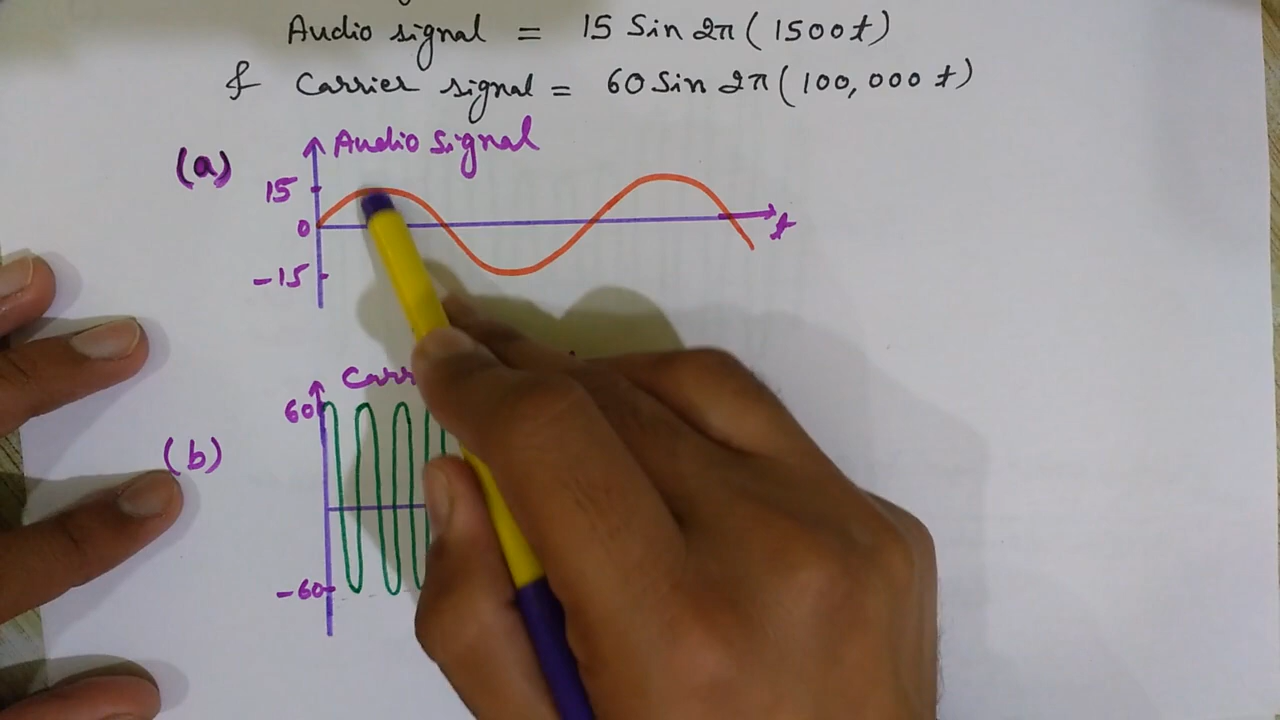 Audio signal = 15 Sin 2π (1500t)
& Carrier signal = 60 Sin 2π (100,000 t)
(a) Audio Signal
15
0
t
-15
60
(b)
-60